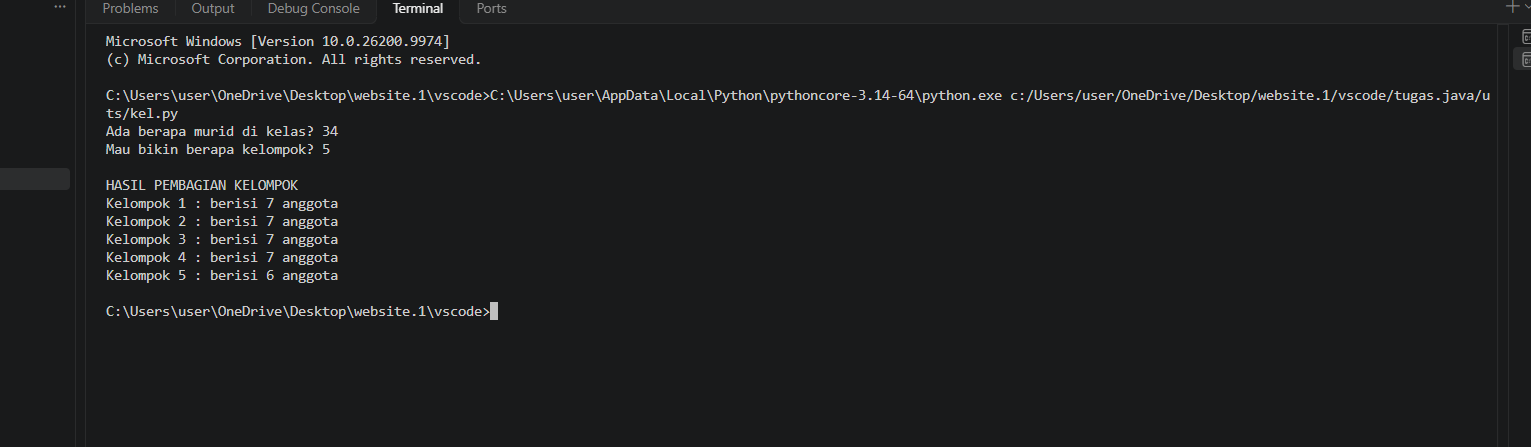 Problems Output Debug Console Terminal Ports
Microsoft Windows [Version 10.0.26200.9974]
(c) Microsoft Corporation. All rights reserved.
C:\Users\user\OneDrive\Desktop\website.1\vscode>C:\Users\user\AppData\Local\Python\pythoncore-3.14-64\python.exe c:/Users/user/OneDrive/Desktop/website.1/vscode/tugas.java/u
ts/kel.py
Ada berapa murid di kelas? 34
Mau bikin berapa kelompok? 5
HASIL PEMBAGIAN KELOMPOK
Kelompok 1 : berisi 7 anggota
Kelompok 2 : berisi 7 anggota
Kelompok 3 : berisi 7 anggota
Kelompok 4 : berisi 7 anggota
Kelompok 5 : berisi 6 anggota
C:\Users\user\OneDrive\Desktop\website.1\vscode>